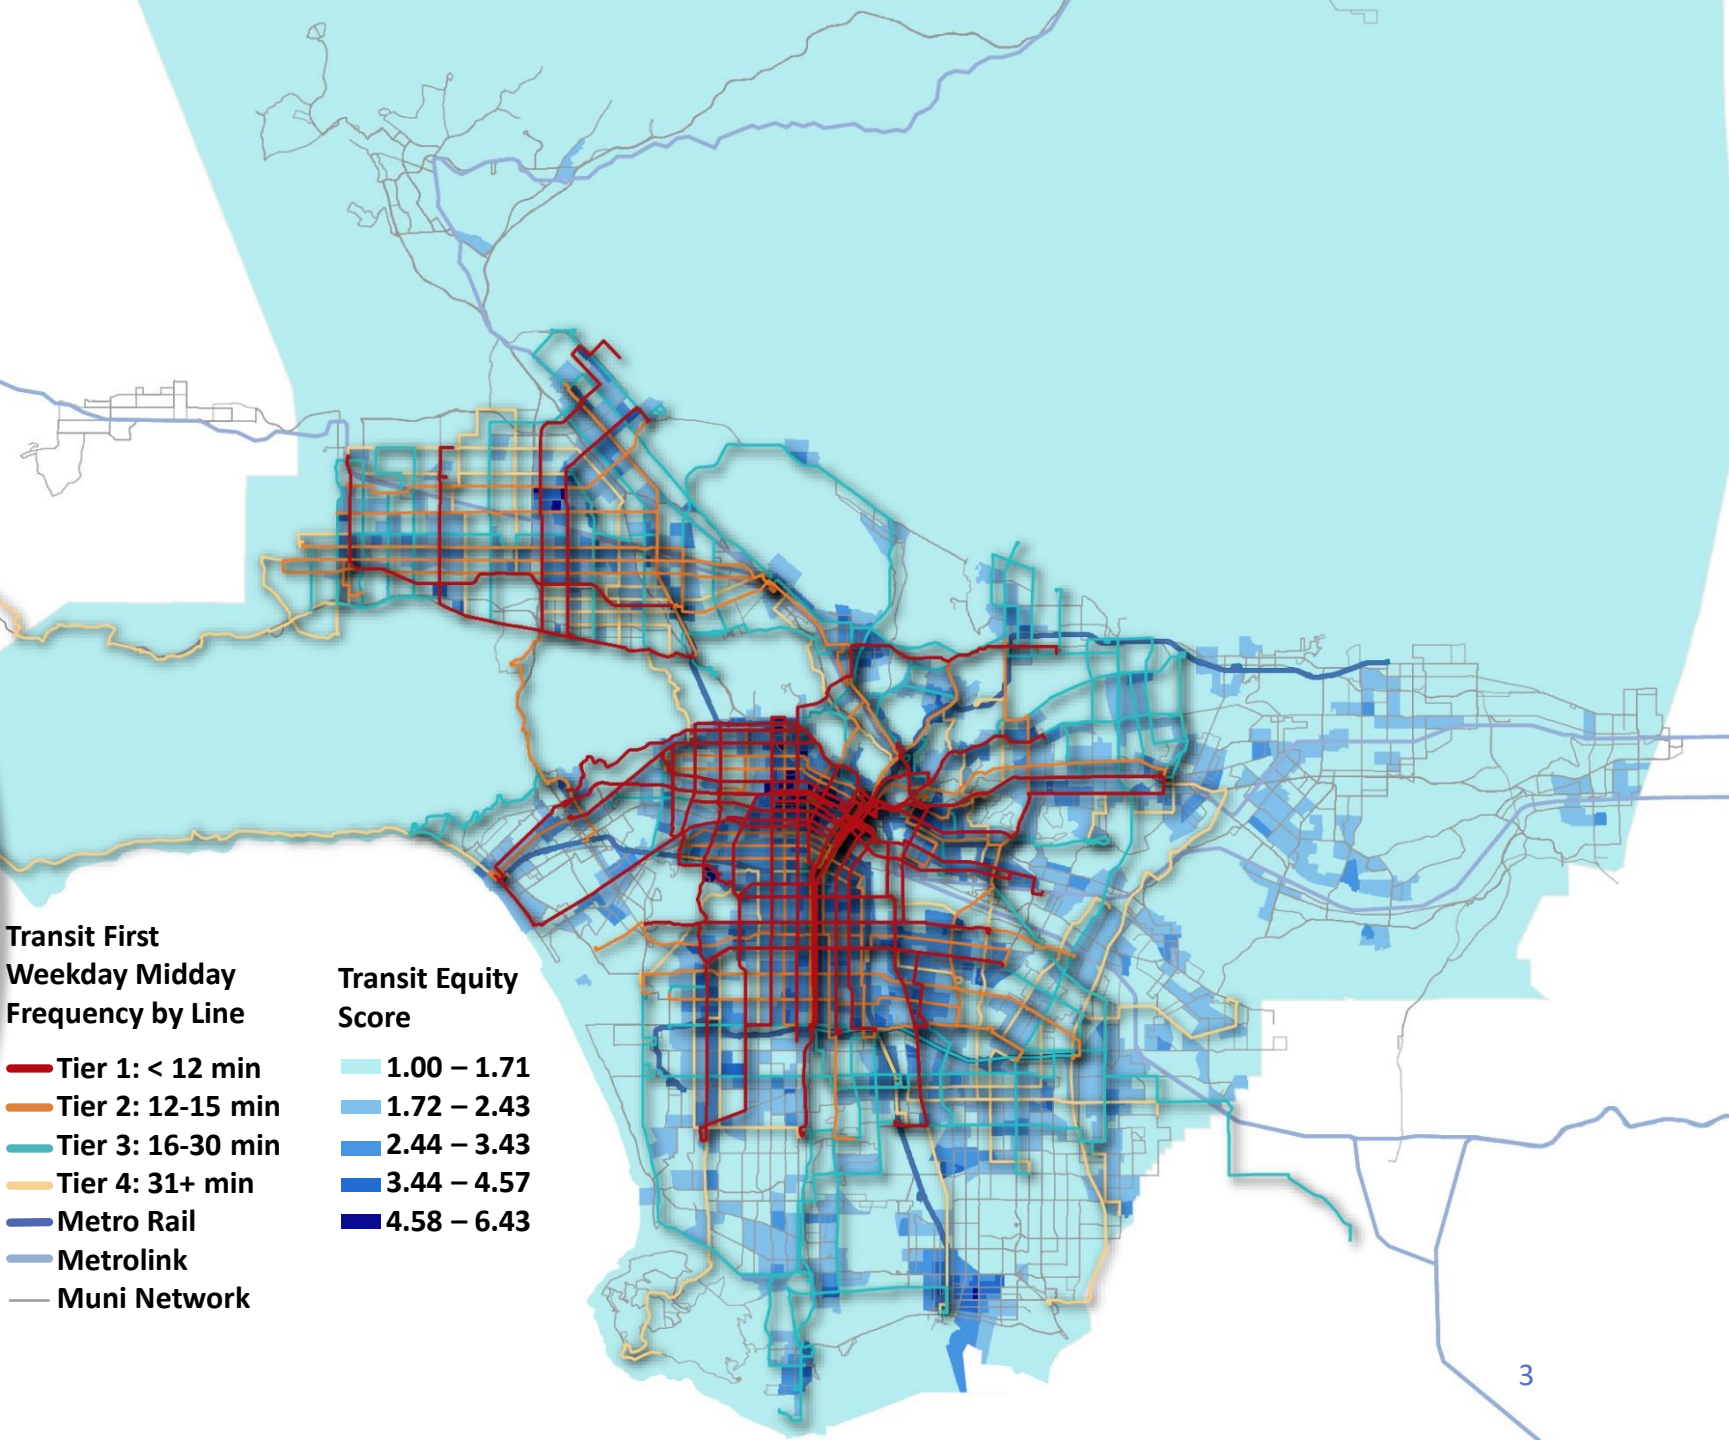 Transit First
Weekday Midday
Frequency by Line
Tier 1: < 12 min
Tier 2: 12-15 min
Tier 3: 16-30 min
Tier 4: 31+ min
Metro Rail
Metrolink
Muni Network
Transit Equity
Score
1.00 – 1.71
1.72 – 2.43
2.44 – 3.43
3.44 – 4.57
4.58 – 6.43
3